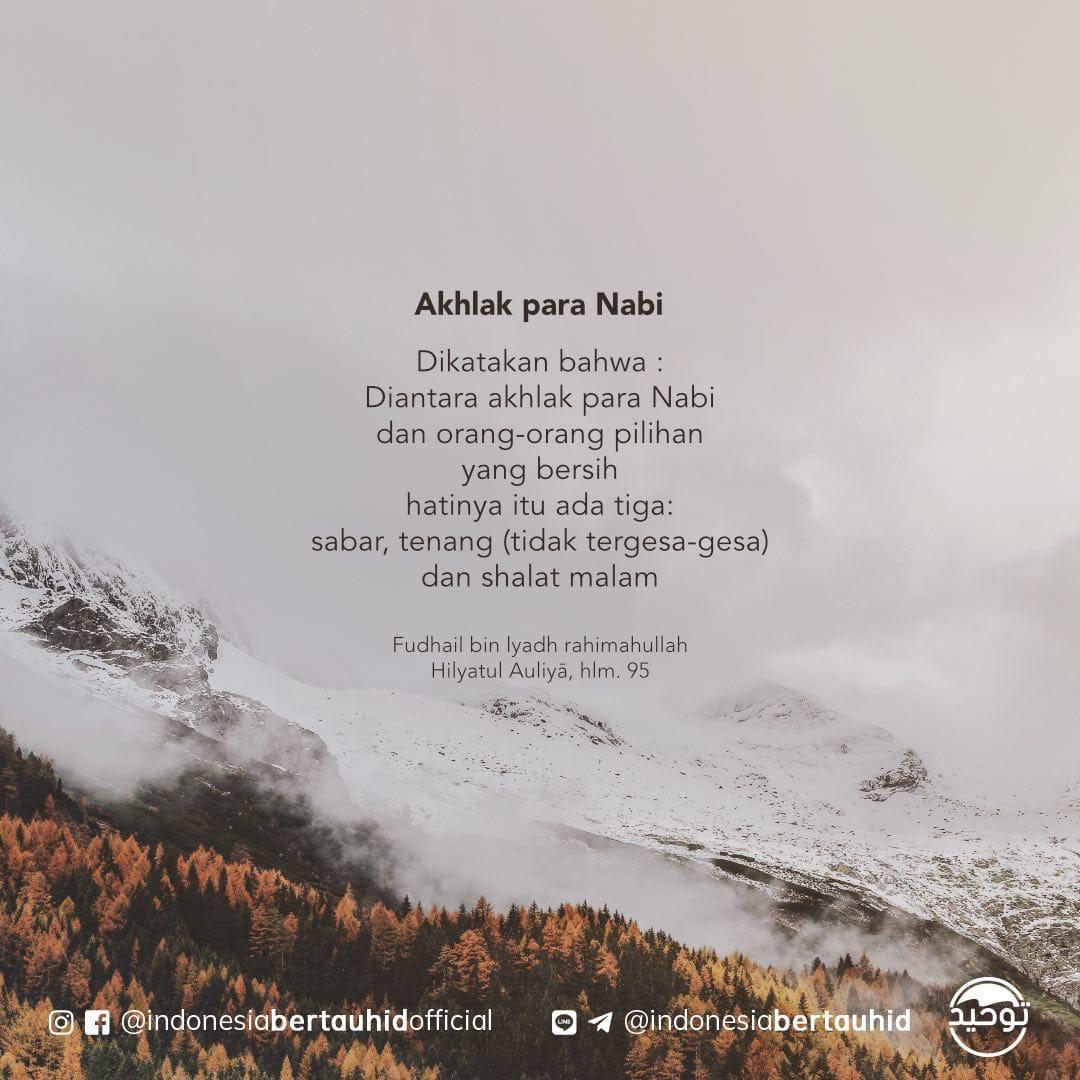 Akhlak para Nabi
Dikatakan bahwa :
Diantara akhlak para Nabi
dan orang-orang pilihan
yang bersih
hatinya itu ada tiga:
sabar, tenang (tidak tergesa-gesa)
dan shalat malam
Fudhail bin Iyadh rahimahullah
Hilyatul Auliyā, hlm. 95
@indonesiabertauhidofficial
LINE
@indonesiabertauhid
توحيد